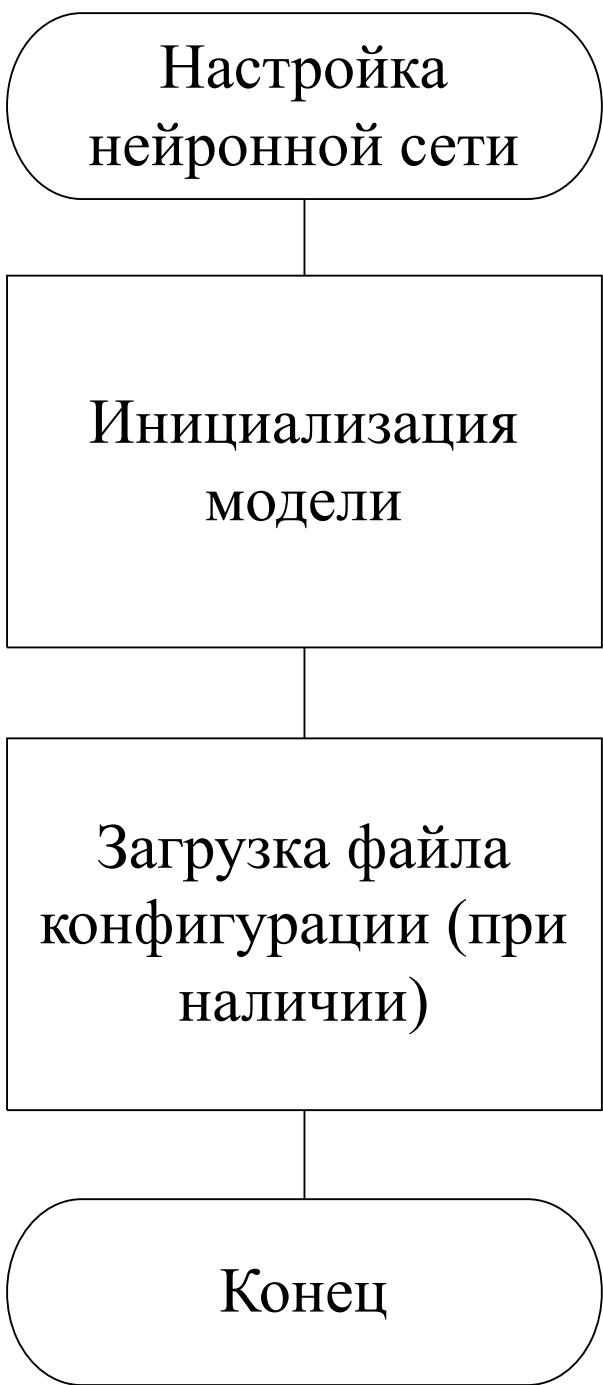 Настройка
нейронной сети
Инициализация
модели
Загрузка файла
конфигурации (при
наличии)
Конец